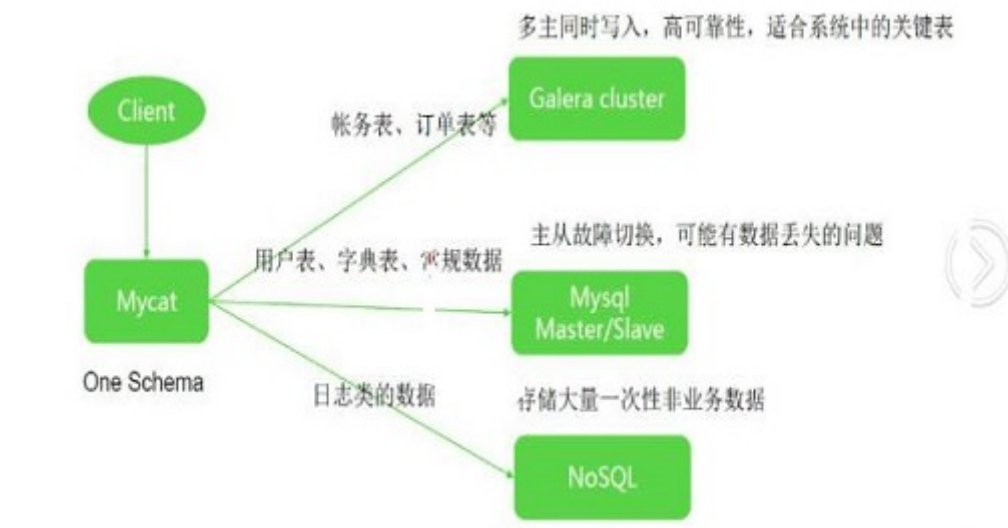 多主同时写入，高可靠性，适合系统中的关键表
Client
Galera cluster
帐务表、订单表等
主从故障切换，可能有数据丢失的问题
用户表、字典表、常规数据
Mycat
Mysql
Master/Slave
One Schema
日志类的数据
存储大量一次性非业务数据
NoSQL